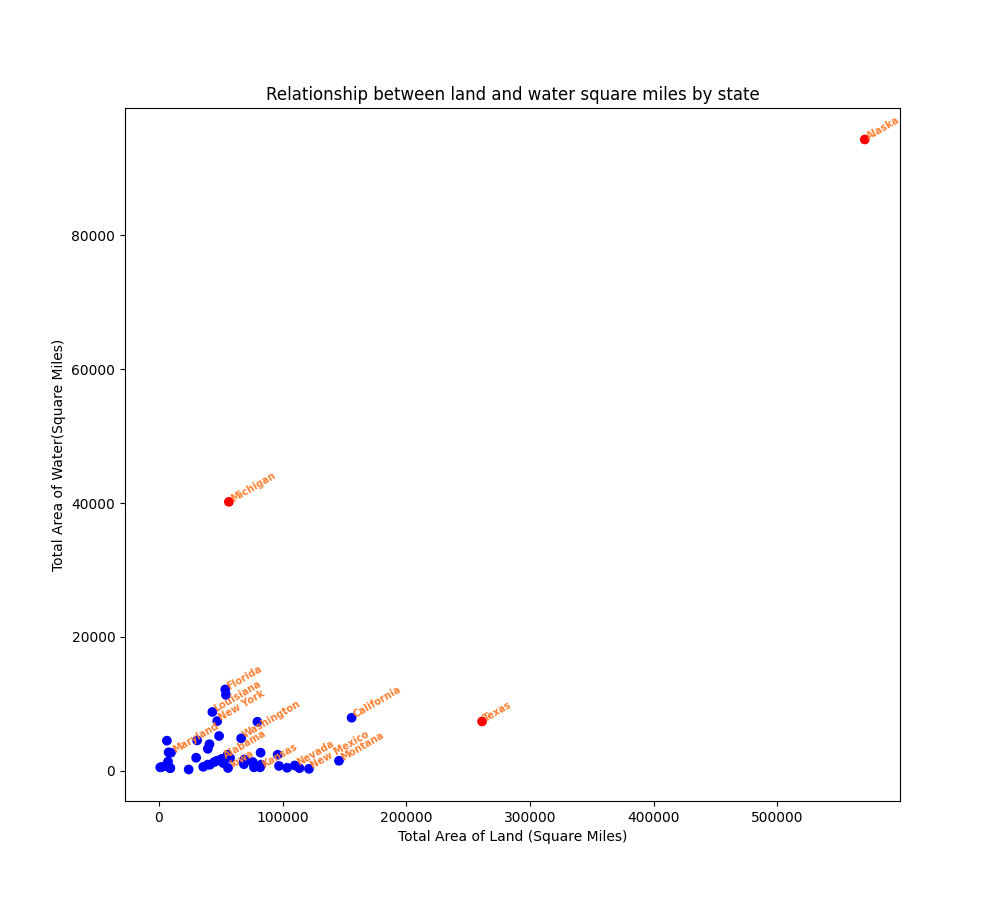 Relationship between land and water square miles by state
Alaska
80000
Total Area of Water(Square Miles)
60000
Michigan
40000
20000
Florida
Louisiana
New York
California
Washington
Texas
Maryland
Alabama
Iowa
Kansas
Nevada
New Mexico
Montana
0
0 100000 200000 300000 400000 500000
Total Area of Land (Square Miles)